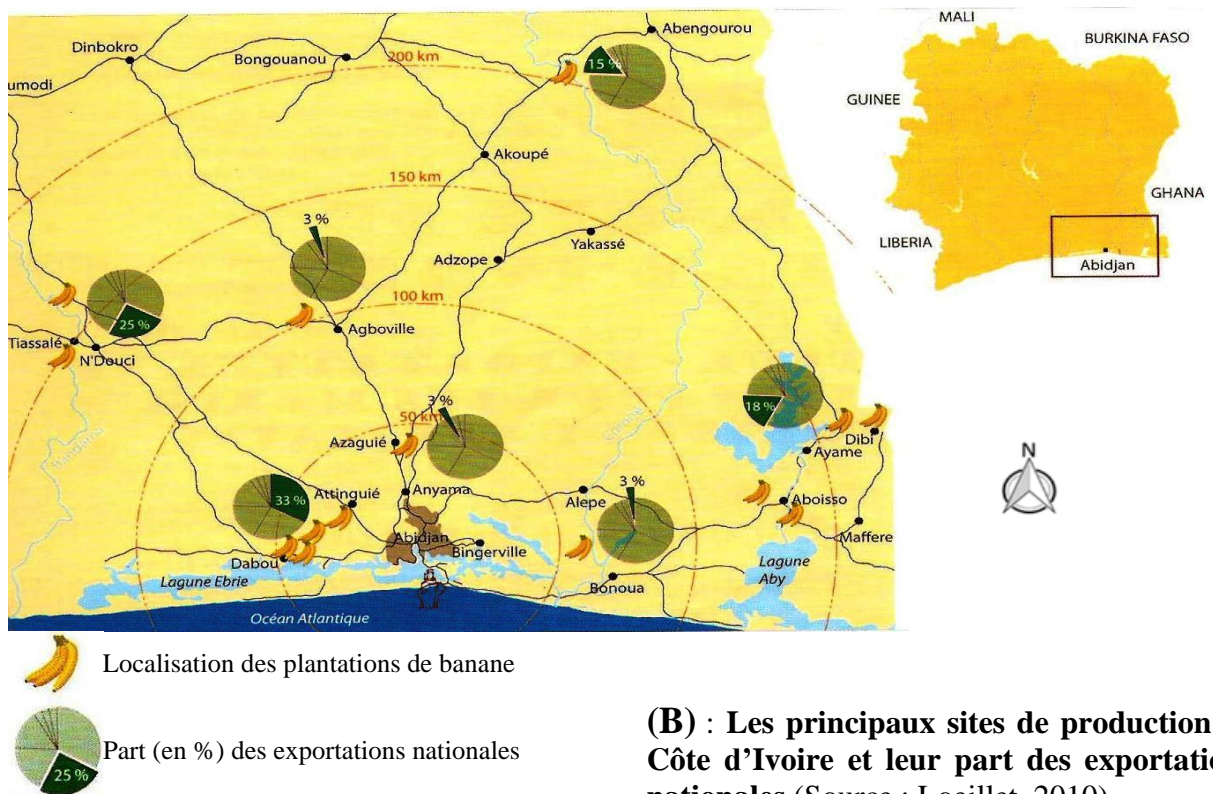 MALI
BURKINA FASO
GUINEE
GHANA
LIBERIA
Abidjan
Dinbokro
Bongouanou
Abengourou
200 km
15 %
umodi
Akoupé
150 km
3 %
Yakassé
Adzope
100 km
25 %
Agboville
Tiassalé
N'Douci
3 %
50 km
18 %
Dibi
Ayame
Azaguié
3 %
33 %
Attinguié
Anyama
Alepe
Aboisso
Abidjan
Bingerville
Maffere
Dabou
Lagune Ebrie
Bonoua
Lagune
Aby
Océan Atlantique
N
Localisation des plantations de banane
25 %
Part (en %) des exportations nationales
(B) : Les principaux sites de production
Côte d'Ivoire et leur part des exportati
nationales (Source : Loeillet, 2010)